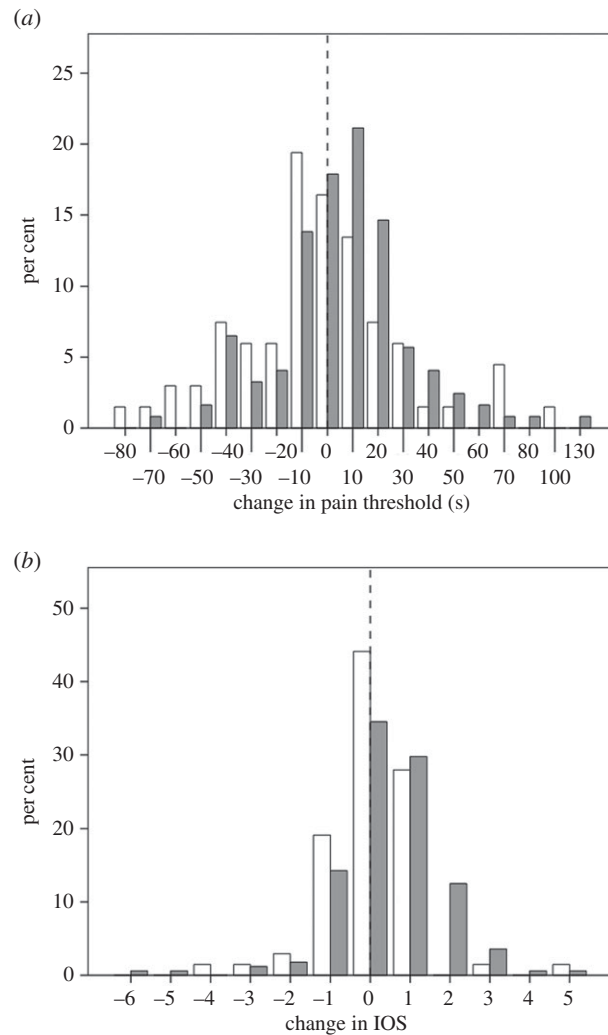 (a)
25
20
15
10
5
0
per cent
–80 –60 –40 –20 0 20 40 60 80 130
–70 –50 –30 –10 10 30 50 70 100
change in pain threshold (s)
(b)
50
40
30
20
10
0
per cent
–6 –5 –4 –3 –2 –1 0 1 2 3 4 5
change in IOS